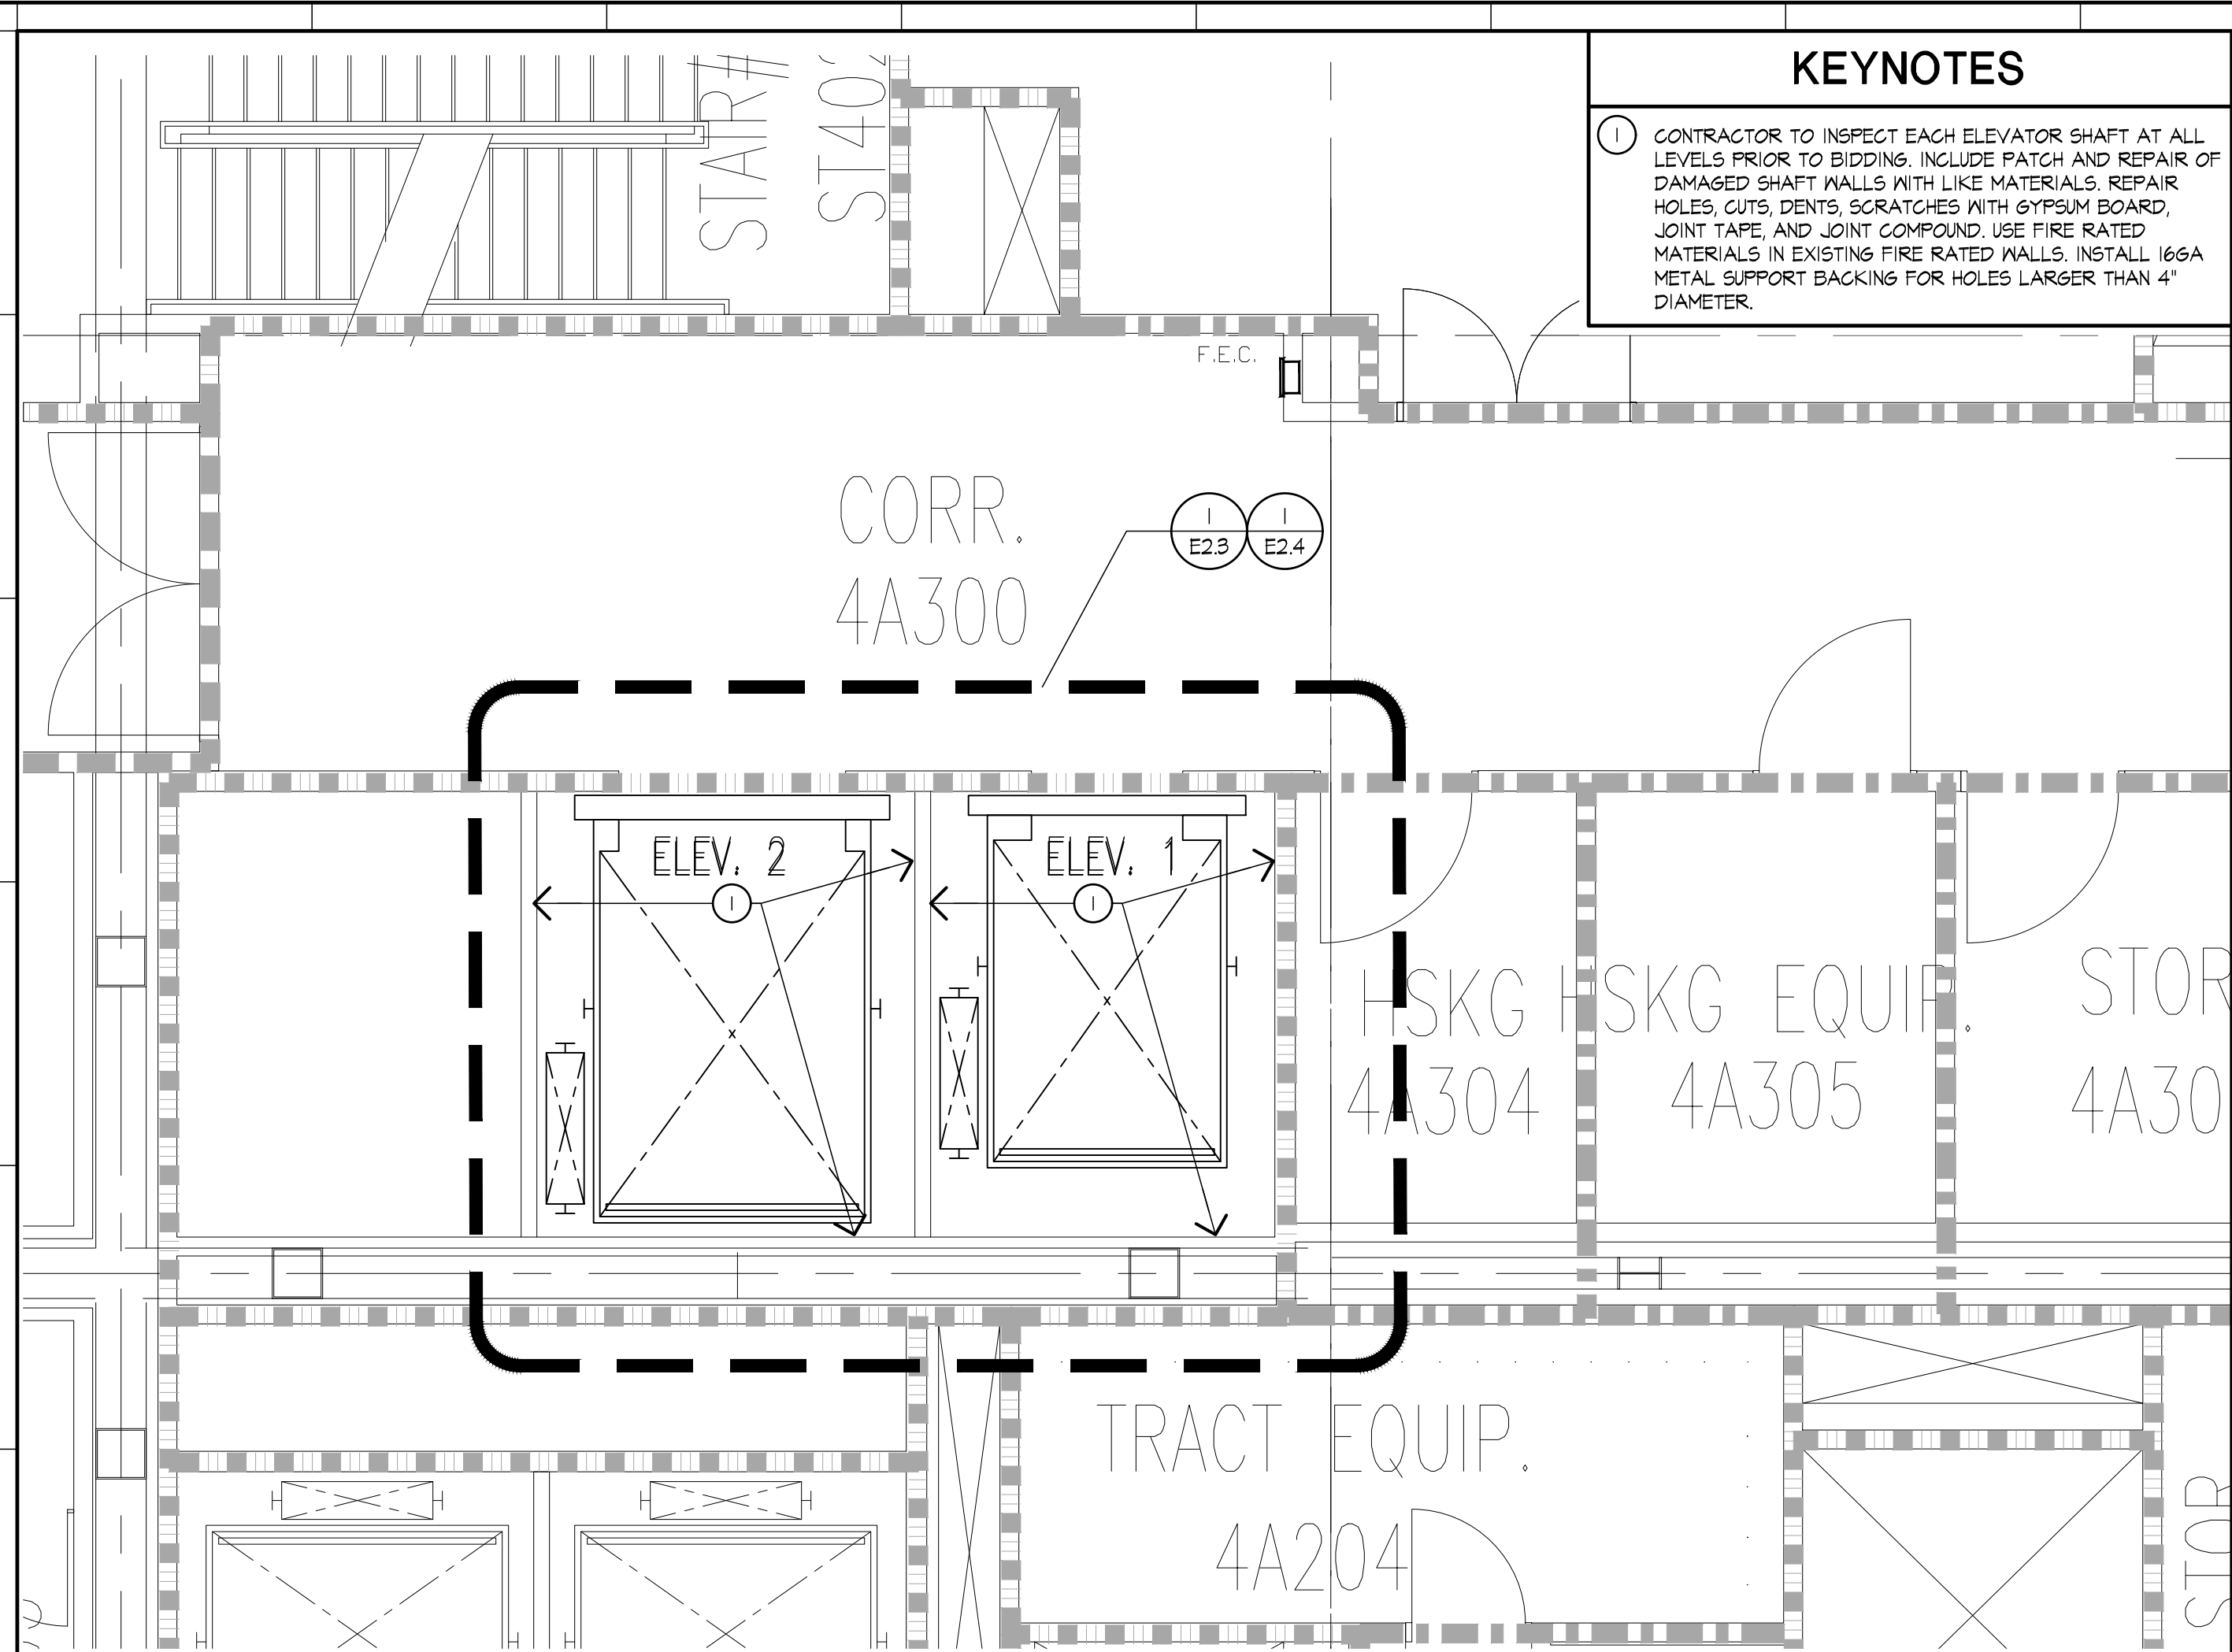 KEYNOTES
1 CONTRACTOR TO INSPECT EACH ELEVATOR SHAFT AT ALL
LEVELS PRIOR TO BIDDING. INCLUDE PATCH AND REPAIR OF
DAMAGED SHAFT WALLS WITH LIKE MATERIALS. REPAIR
HOLES, CUTS, DENTS, SCRATCHES WITH GYPSUM BOARD,
JOINT TAPE, AND JOINT COMPOUND. USE FIRE RATED
MATERIALS IN EXISTING FIRE RATED WALLS. INSTALL 16GA
METAL SUPPORT BACKING FOR HOLES LARGER THAN 4"
DIAMETER.
STAIR#
ST402
F.E.C.
CORR.
4A300
1
E2.3
1
E2.4
ELEV. 2
1
ELEV. 1
1
HSKG
4A304
HSKG EQUIP.
4A305
STOR
4A30
TRACT EQUIP.
4A204
STOR